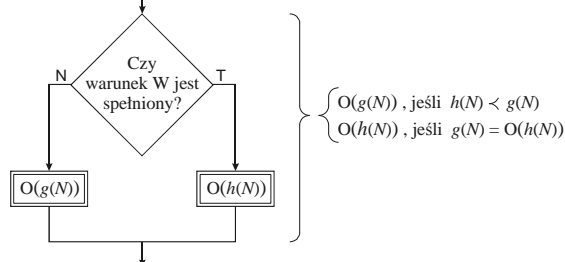 Czy
warunek W jest
spełniony?
N
T
O(g(N))
O(h(N))
O(g(N)) , jeśli h(N) ≺ g(N)
O(h(N)) , jeśli g(N) = O(h(N))